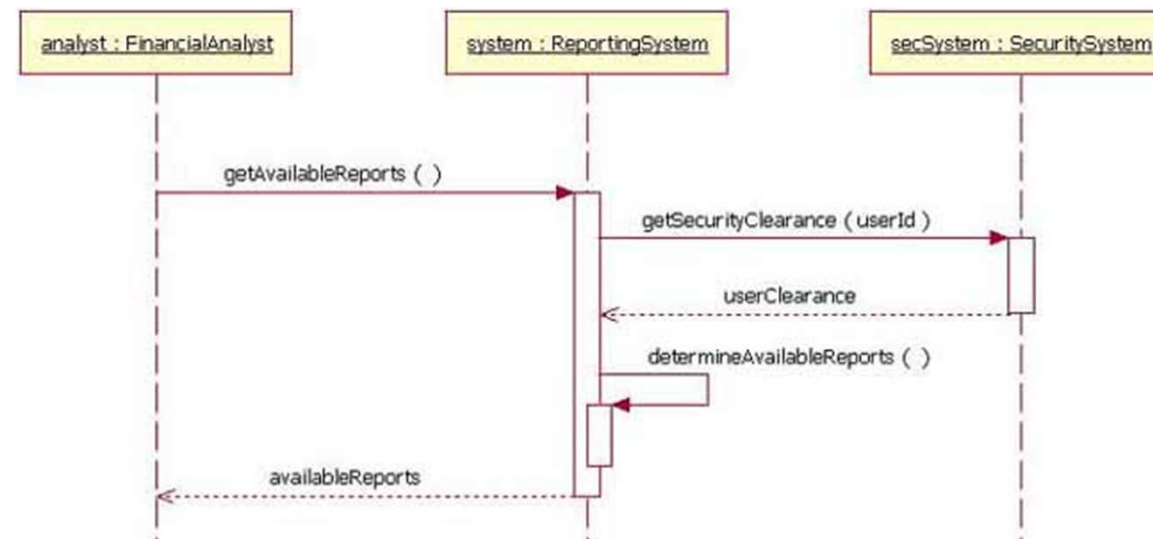 analyst : FinancialAnalyst
system : ReportingSystem
secSystem : SecuritySystem
getAvailableReports ( )
getSecurityClearance ( userId )
userClearance
determineAvailableReports ( )
availableReports